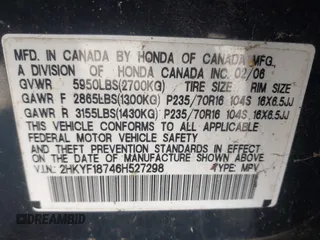 MFD. IN CANADA BY HONDA OF CANADA MFG.,
A DIVISION OF HONDA CANADA INC. 02/06
GVWR 5950LBS(2700KG) TIRE SIZE RIM SIZE
GAWR F 2865LBS(1300KG) P235/70R16 104S 16X6.5JJ
GAWR R 3155LBS(1430KG) P235/70R16 104S 16X6.5JJ
THIS VEHICLE CONFORMS TO ALL APPLICABLE
FEDERAL MOTOR VEHICLE SAFETY
STANDARDS IN EFFECT ON THE
DATE OF MANUFACTURE SHOWN ABOVE.
V.I.N.: 2HKYF18746H527298 TYPE: MPV
DREAMBID